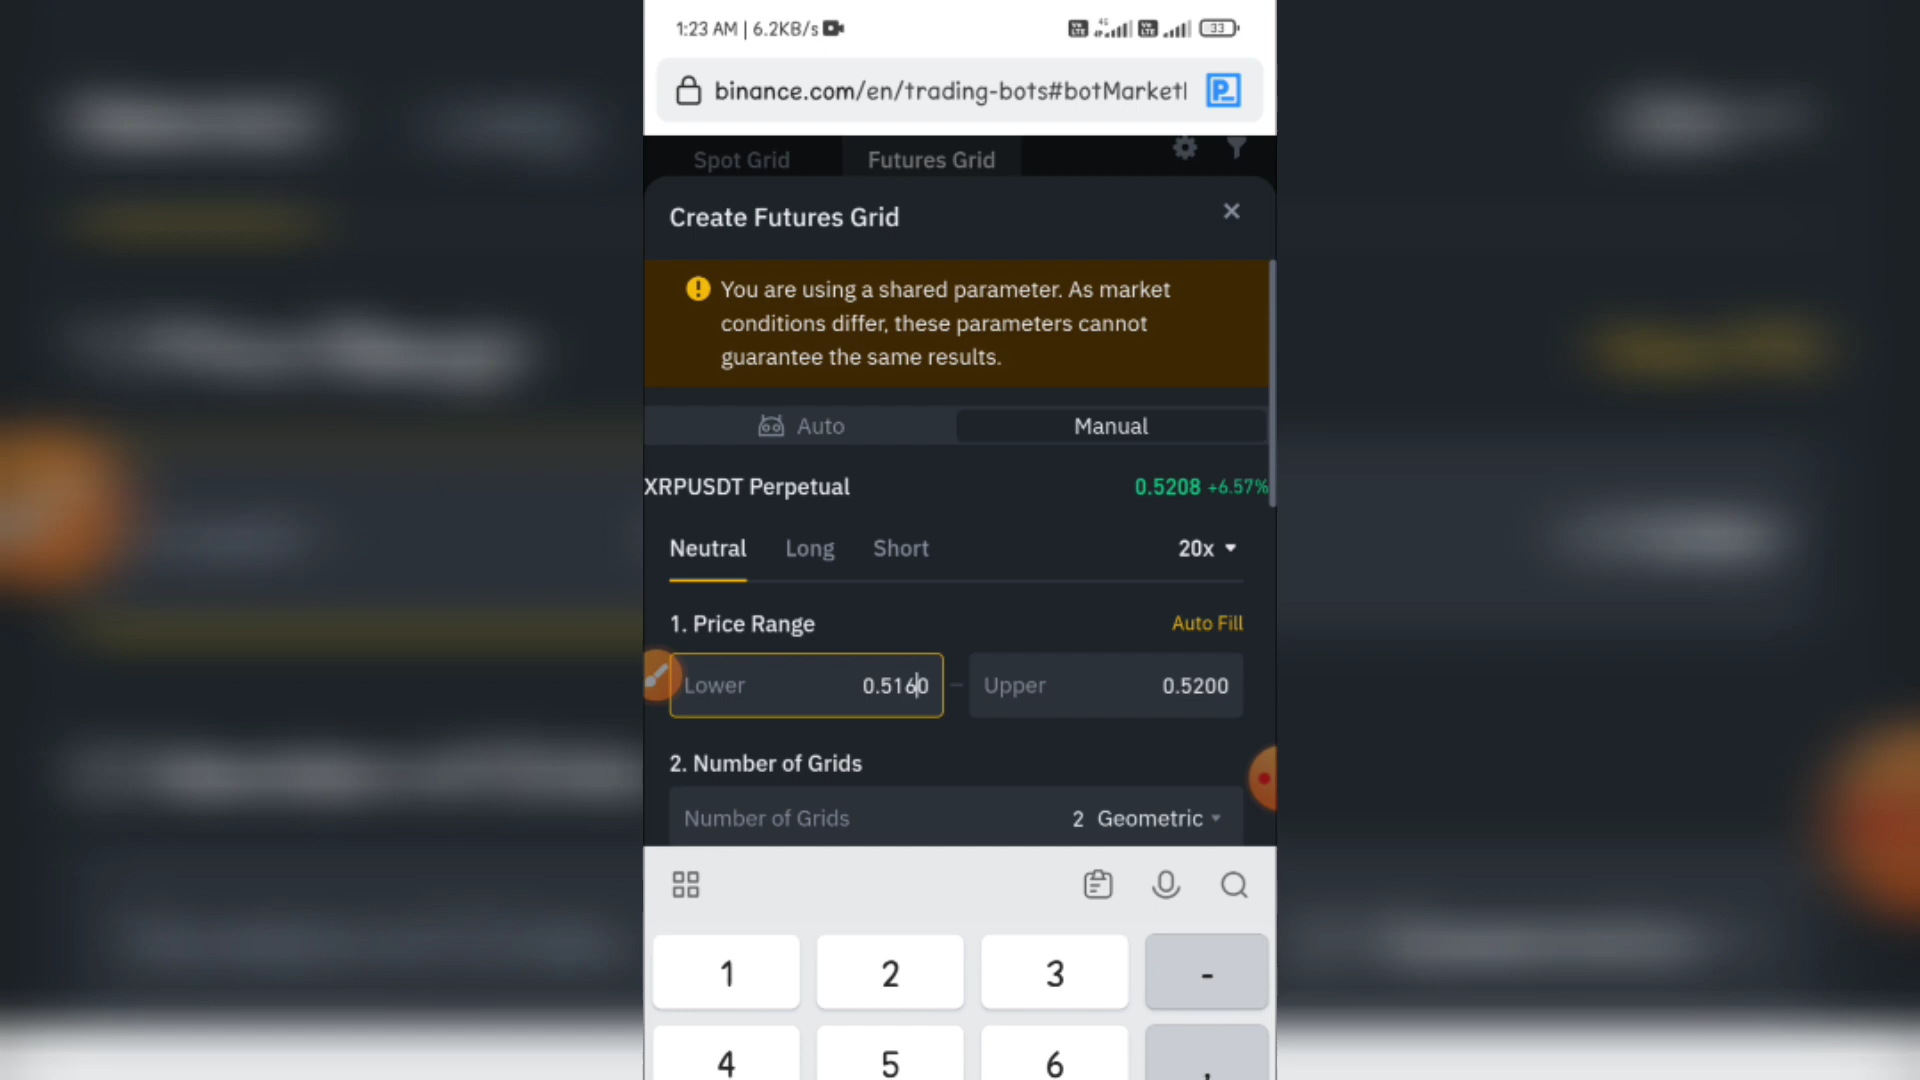 1:23 AM | 6.2KB/s 4G 33
binance.com/en/trading-bots#botMarket
Spot Grid Futures Grid
Create Futures Grid
You are using a shared parameter. As market
conditions differ, these parameters cannot
guarantee the same results.
Auto Manual
XRPUSDT Perpetual 0.5208 +6.57%
Neutral Long Short 20x
1. Price Range Auto Fill
Lower 0.5160 – Upper 0.5200
2. Number of Grids
Number of Grids 2 Geometric
1 2 3 -
4 5 6 ,